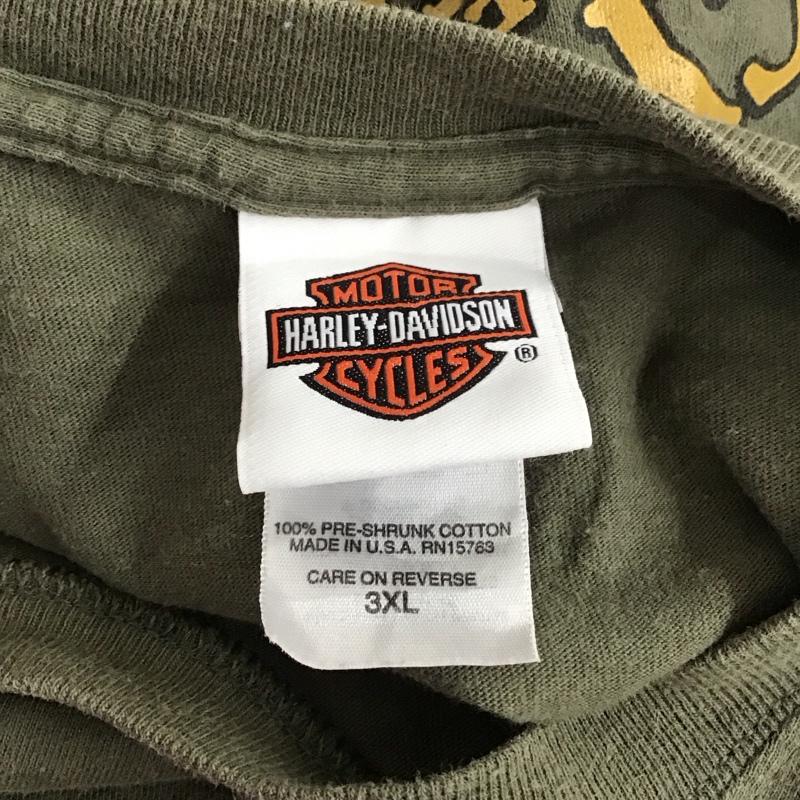 MOTOR
HARLEY-DAVIDSON
CYCLES
®
100% PRE-SHRUNK COTTON
MADE IN U.S.A. RN15763
CARE ON REVERSE
3XL